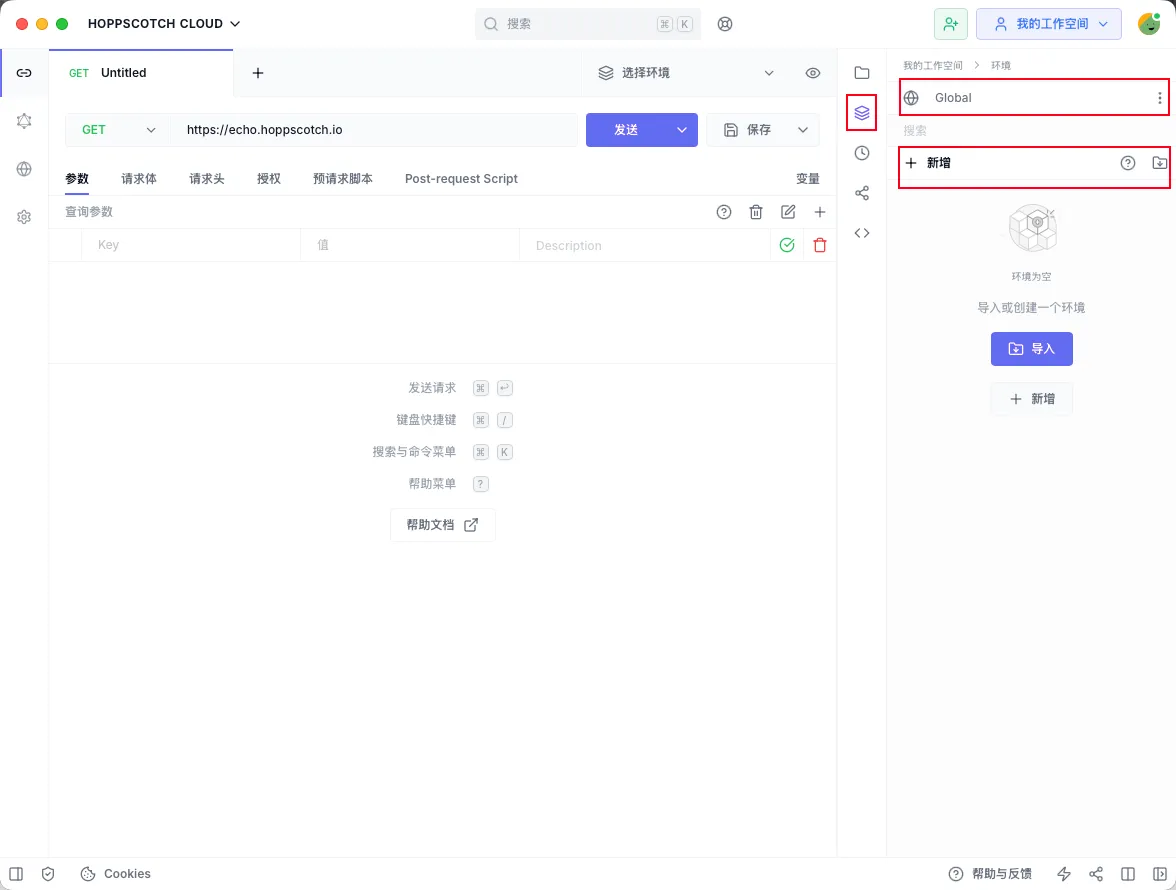 HOPPSCOTCH CLOUD
搜索
⌘ K
我的工作空间
GET Untitled
选择环境
我的工作空间 环境
GET
https://echo.hoppscotch.io
发送
保存
Global
搜索
新增
参数 请求体 请求头 授权 预请求脚本 Post-request Script 变量
查询参数
Key 值 Description
环境为空
导入或创建一个环境
导入
新增
发送请求 ⌘ ↩
键盘快捷键 ⌘ /
搜索与命令菜单 ⌘ K
帮助菜单 ?
帮助文档
Cookies
帮助与反馈